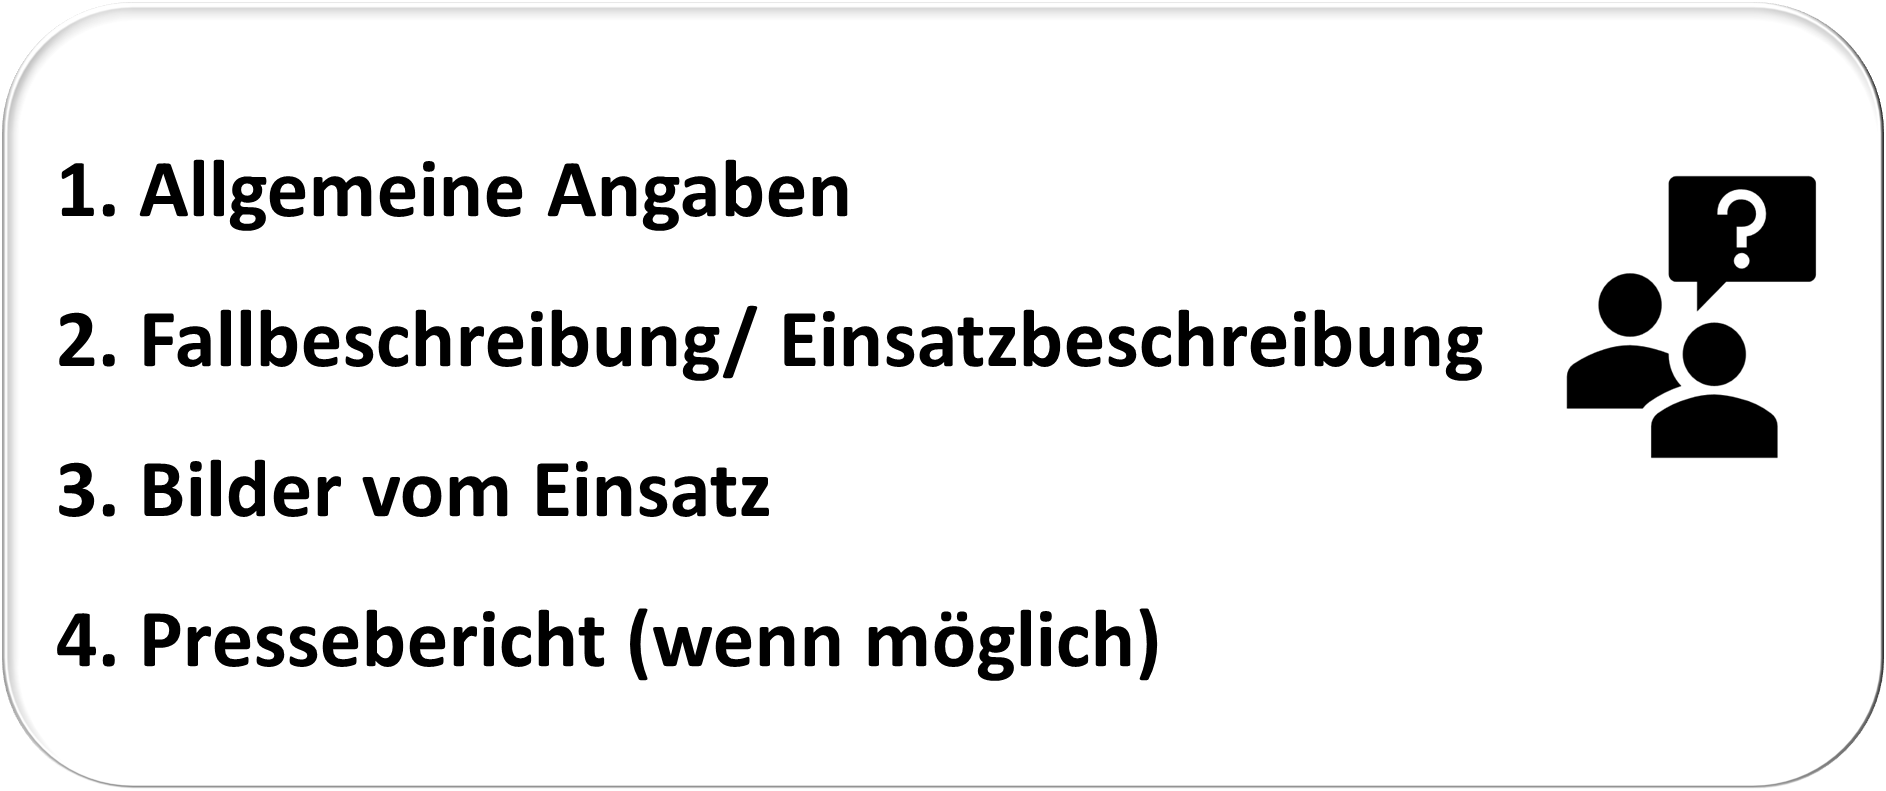 1. Allgemeine Angaben
2. Fallbeschreibung/ Einsatzbeschreibung
3. Bilder vom Einsatz
4. Pressebericht (wenn möglich)
?